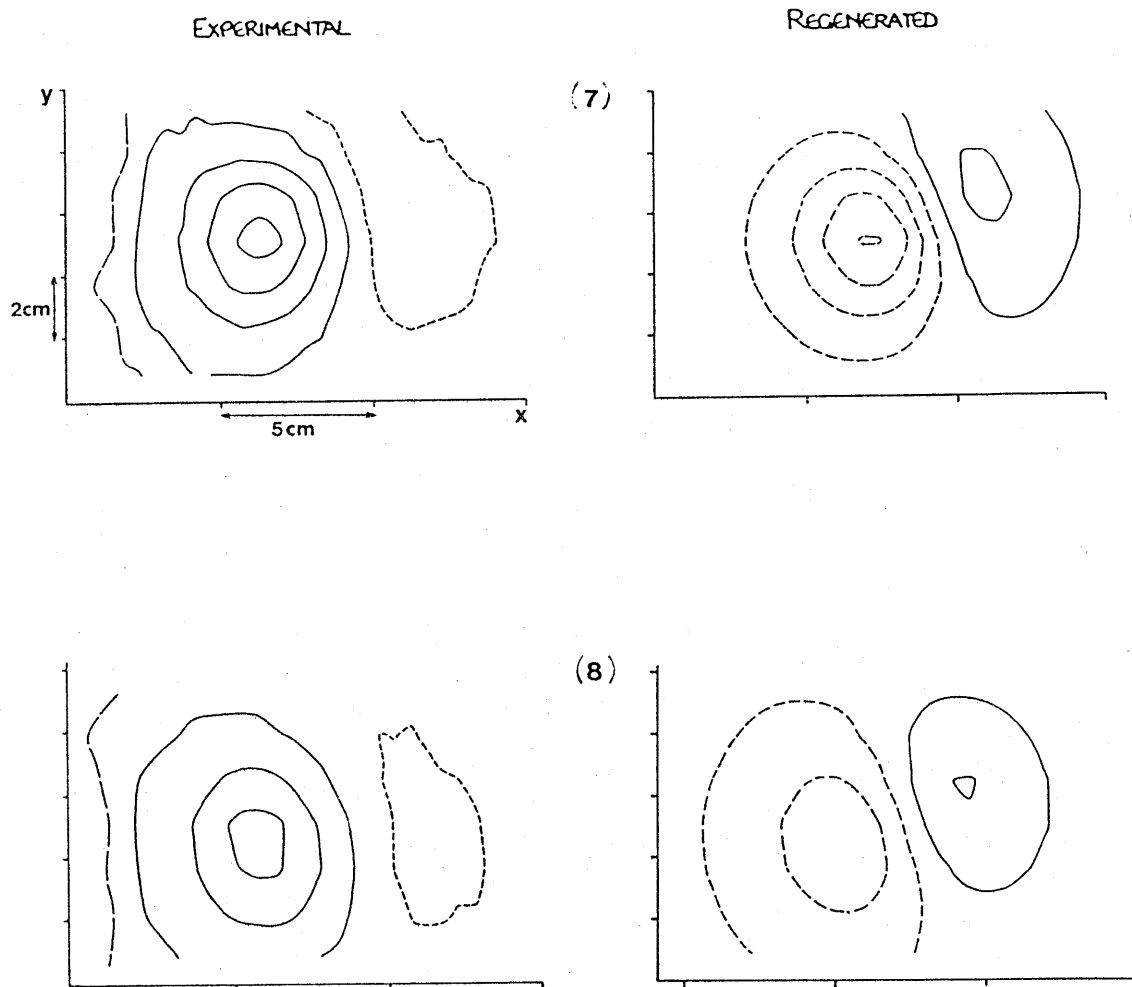 EXPERIMENTAL
REGENERATED
y
(7)
2cm
5cm
x
(8)